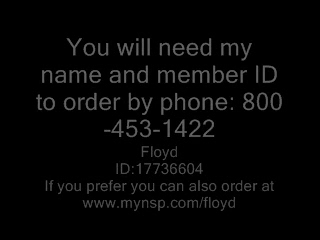 You will need my
name and member ID
to order by phone: 800
-453-1422
Floyd
ID:17736604
If you prefer you can also order at
www.mynsp.com/floyd